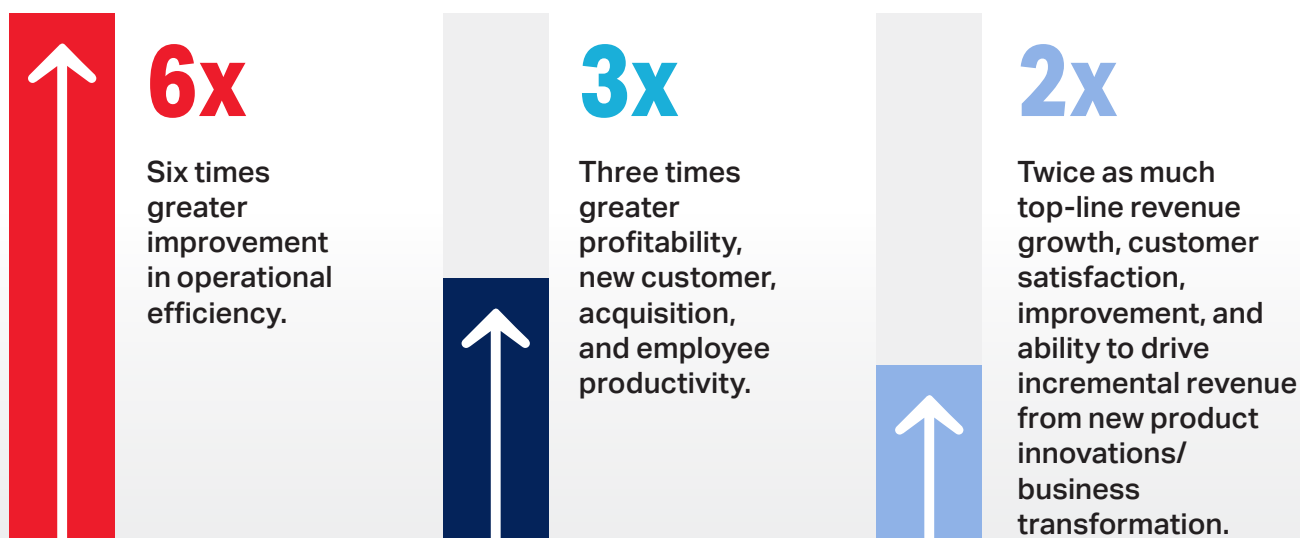 6x
Six times
greater
improvement
in operational
efficiency.
3x
Three times
greater
profitability,
new customer,
acquisition,
and employee
productivity.
2x
Twice as much
top-line revenue
growth, customer
satisfaction,
improvement, and
ability to drive
incremental revenue
from new product
innovations/
business
transformation.